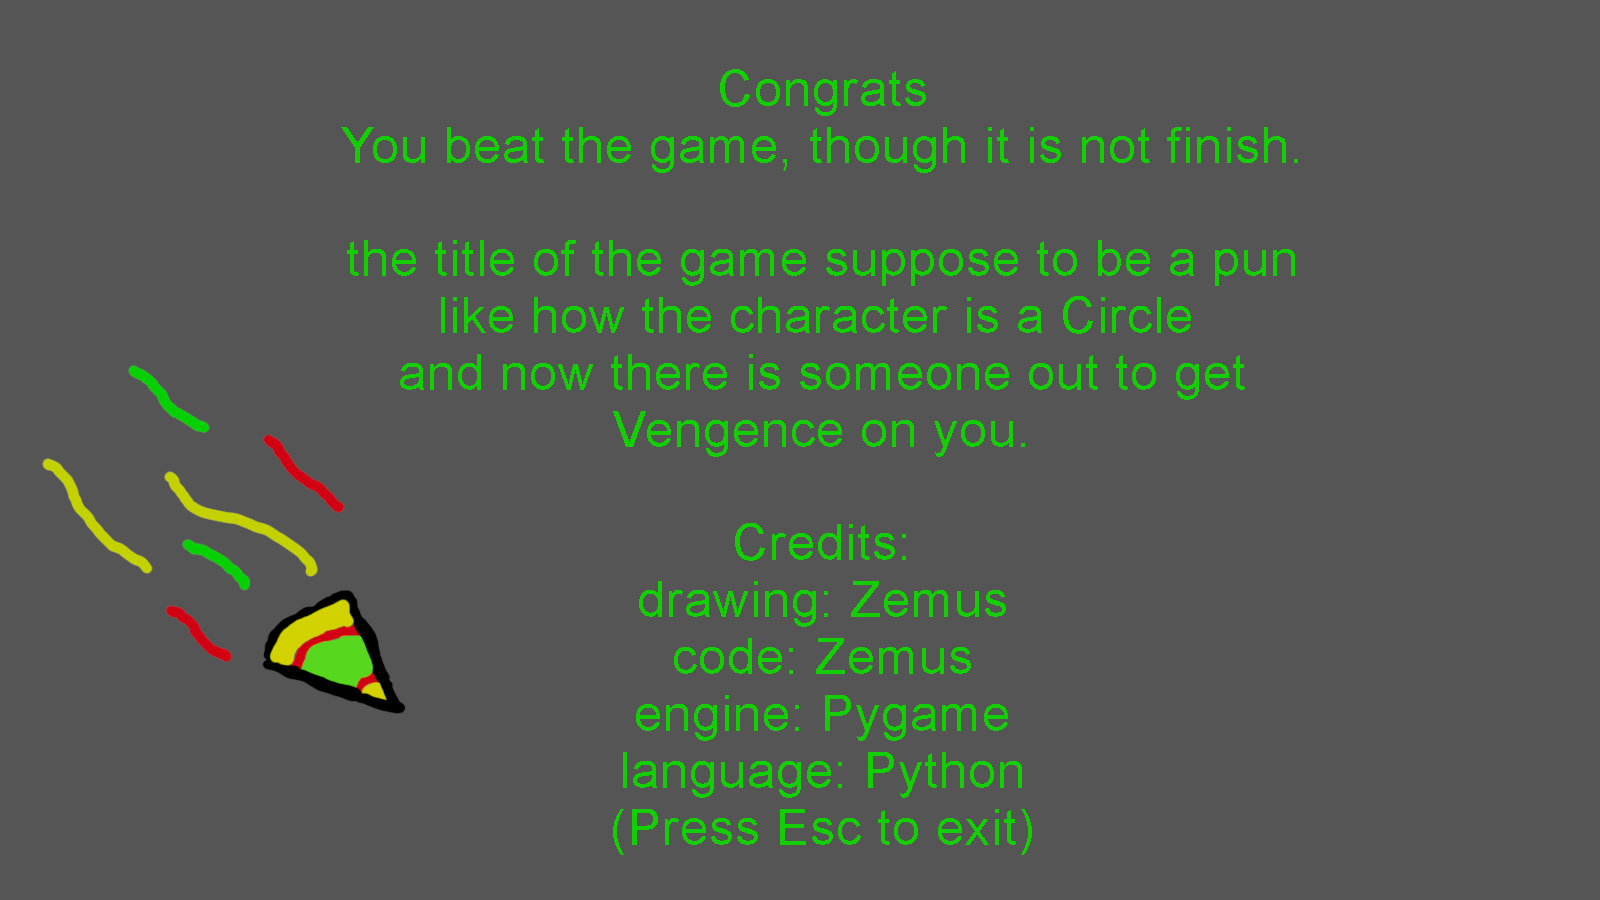 Congrats
You beat the game, though it is not finish.
the title of the game suppose to be a pun
like how the character is a Circle
and now there is someone out to get
Vengence on you.
Credits:
drawing: Zemus
code: Zemus
engine: Pygame
language: Python
(Press Esc to exit)